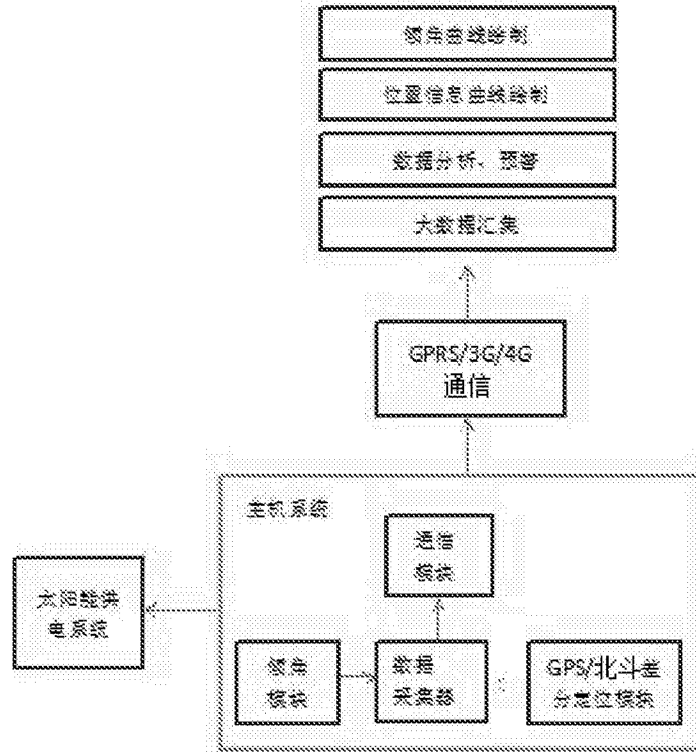 倾角曲线绘制
位置信息曲线绘制
数据分析、预警
大数据汇集
GPRS/3G/4G
通信
主机系统
通信
模块
太阳能供
电系统
倾角
模块
数据
采集器
GPS/北斗差
分定位模块